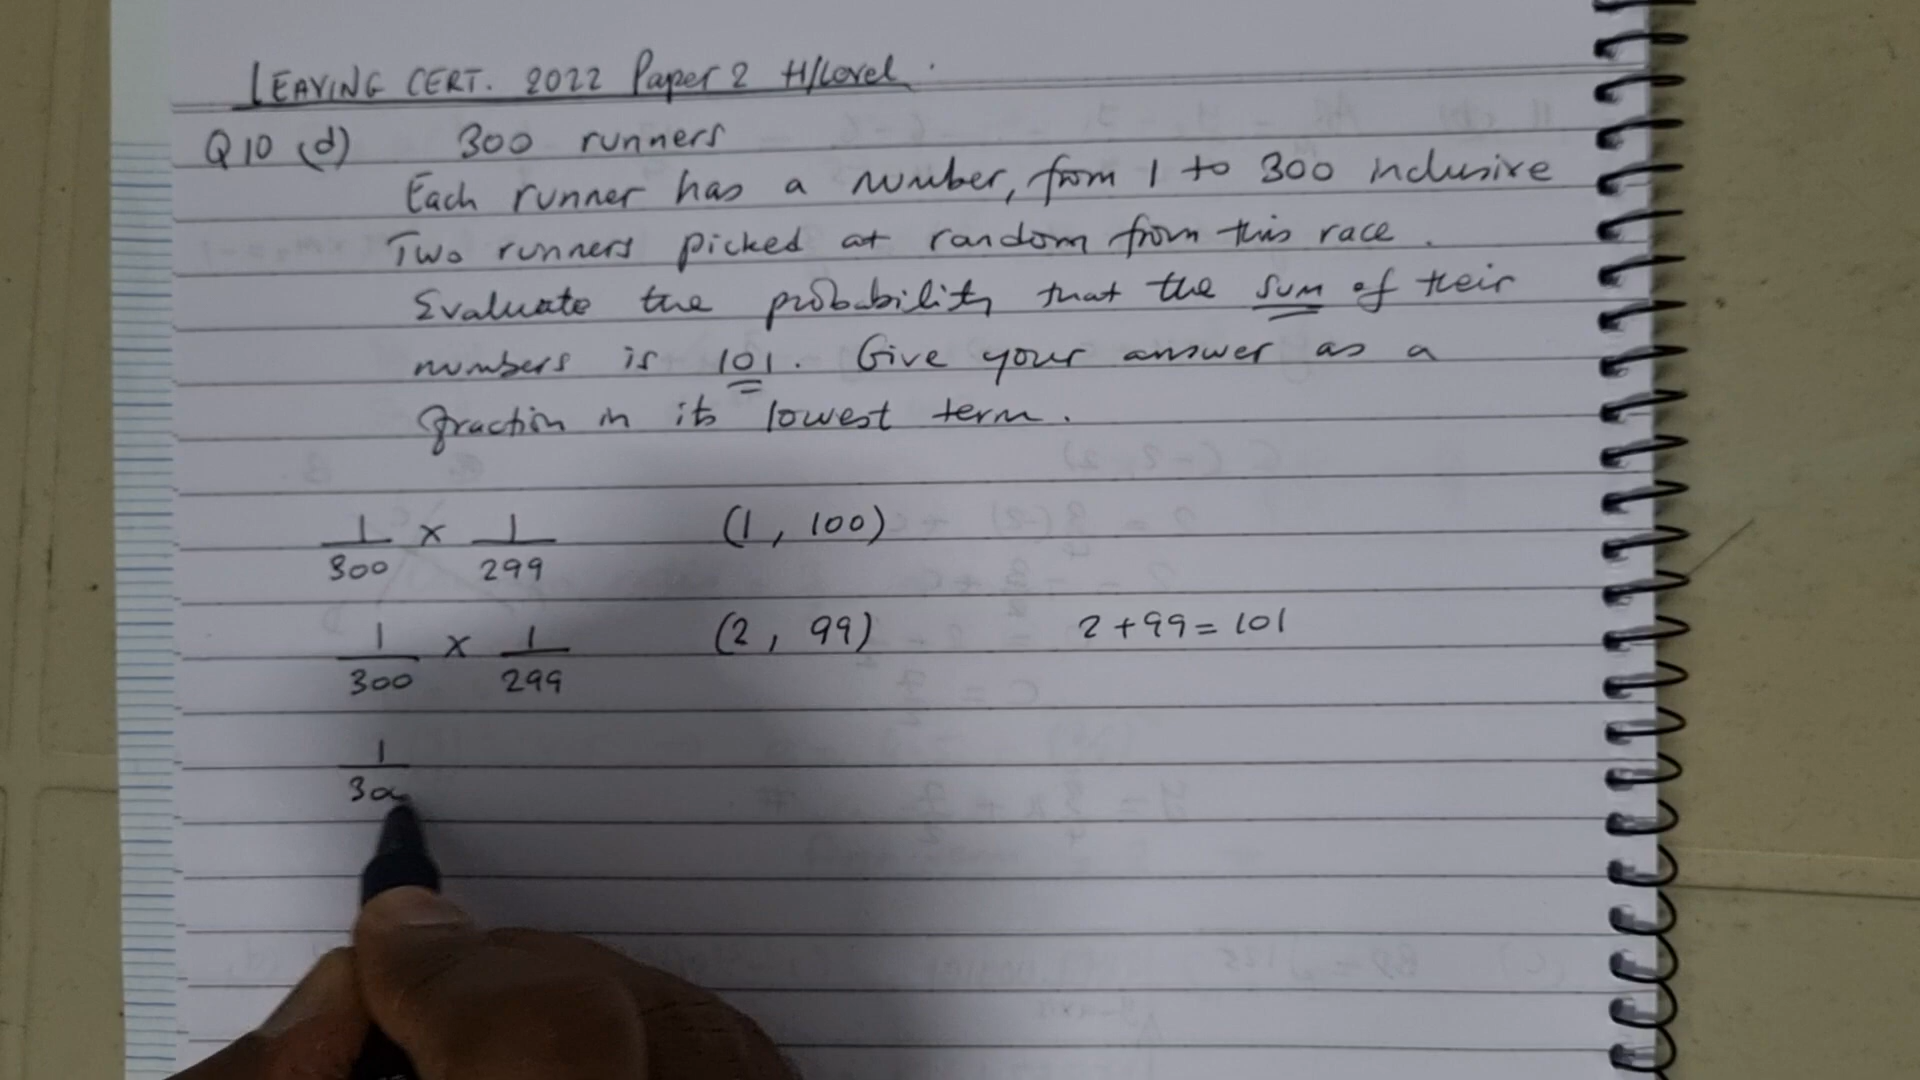 LEAVING CERT. 2022 Paper 2 H/Level.
Q10 (d) 300 runners
Each runner has a number, from 1 to 300 inclusive
Two runners picked at random from this race.
Evaluate the probability that the sum of their
numbers is 101. Give your answer as a
fraction in its lowest term.
1/300 x 1/299 (1, 100)
1/300 x 1/299 (2, 99) 2+99=101
1/300